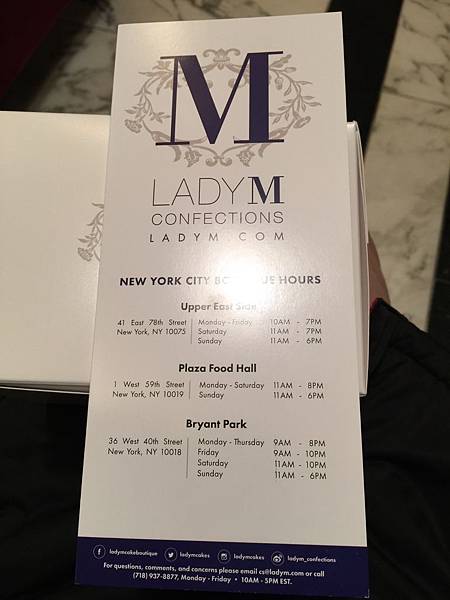 M
LADYM
CONFECTIONS
LADYM.COM
NEW YORK CITY BOUTIQUE HOURS
Upper East Side
41 East 78th Street Monday - Friday 10AM - 7PM
New York, NY 10075 Saturday 11AM - 7PM
Sunday 11AM - 6PM
Plaza Food Hall
1 West 59th Street Monday - Saturday 11AM - 8PM
New York, NY 10019 Sunday 11AM - 6PM
Bryant Park
36 West 40th Street Monday - Thursday 9AM - 8PM
New York, NY 10018 Friday 9AM - 10PM
Saturday 11AM - 10PM
Sunday 11AM - 6PM
f ladymcakeboutique ladymcakes ladymcakes ladym_confections
For questions, comments, and concerns please email cs@ladym.com or call
(718) 937-8877, Monday - Friday • 10AM - 5PM EST.